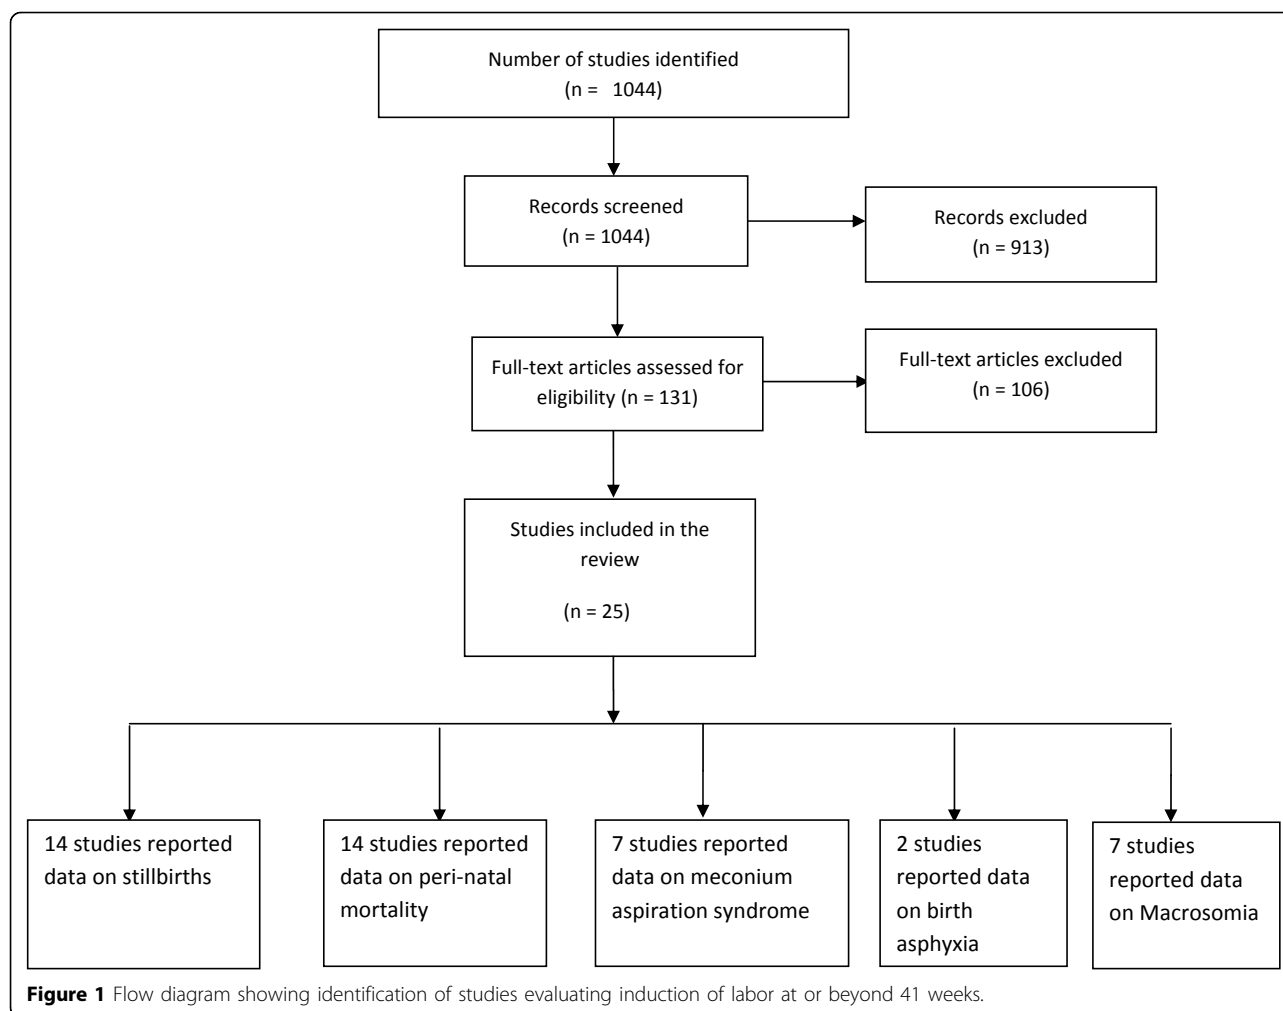 Number of studies identified
(n = 1044)
Records screened
(n = 1044)
Records excluded
(n = 913)
Full-text articles assessed for
eligibility (n = 131)
Full-text articles excluded
(n = 106)
Studies included in the
review
(n = 25)
14 studies reported
data on stillbirths
14 studies reported
data on peri-natal
mortality
7 studies reported
data on meconium
aspiration syndrome
2 studies
reported data
on birth
asphyxia
7 studies
reported data
on Macrosomia
Figure 1 Flow diagram showing identification of studies evaluating induction of labor at or beyond 41 weeks.